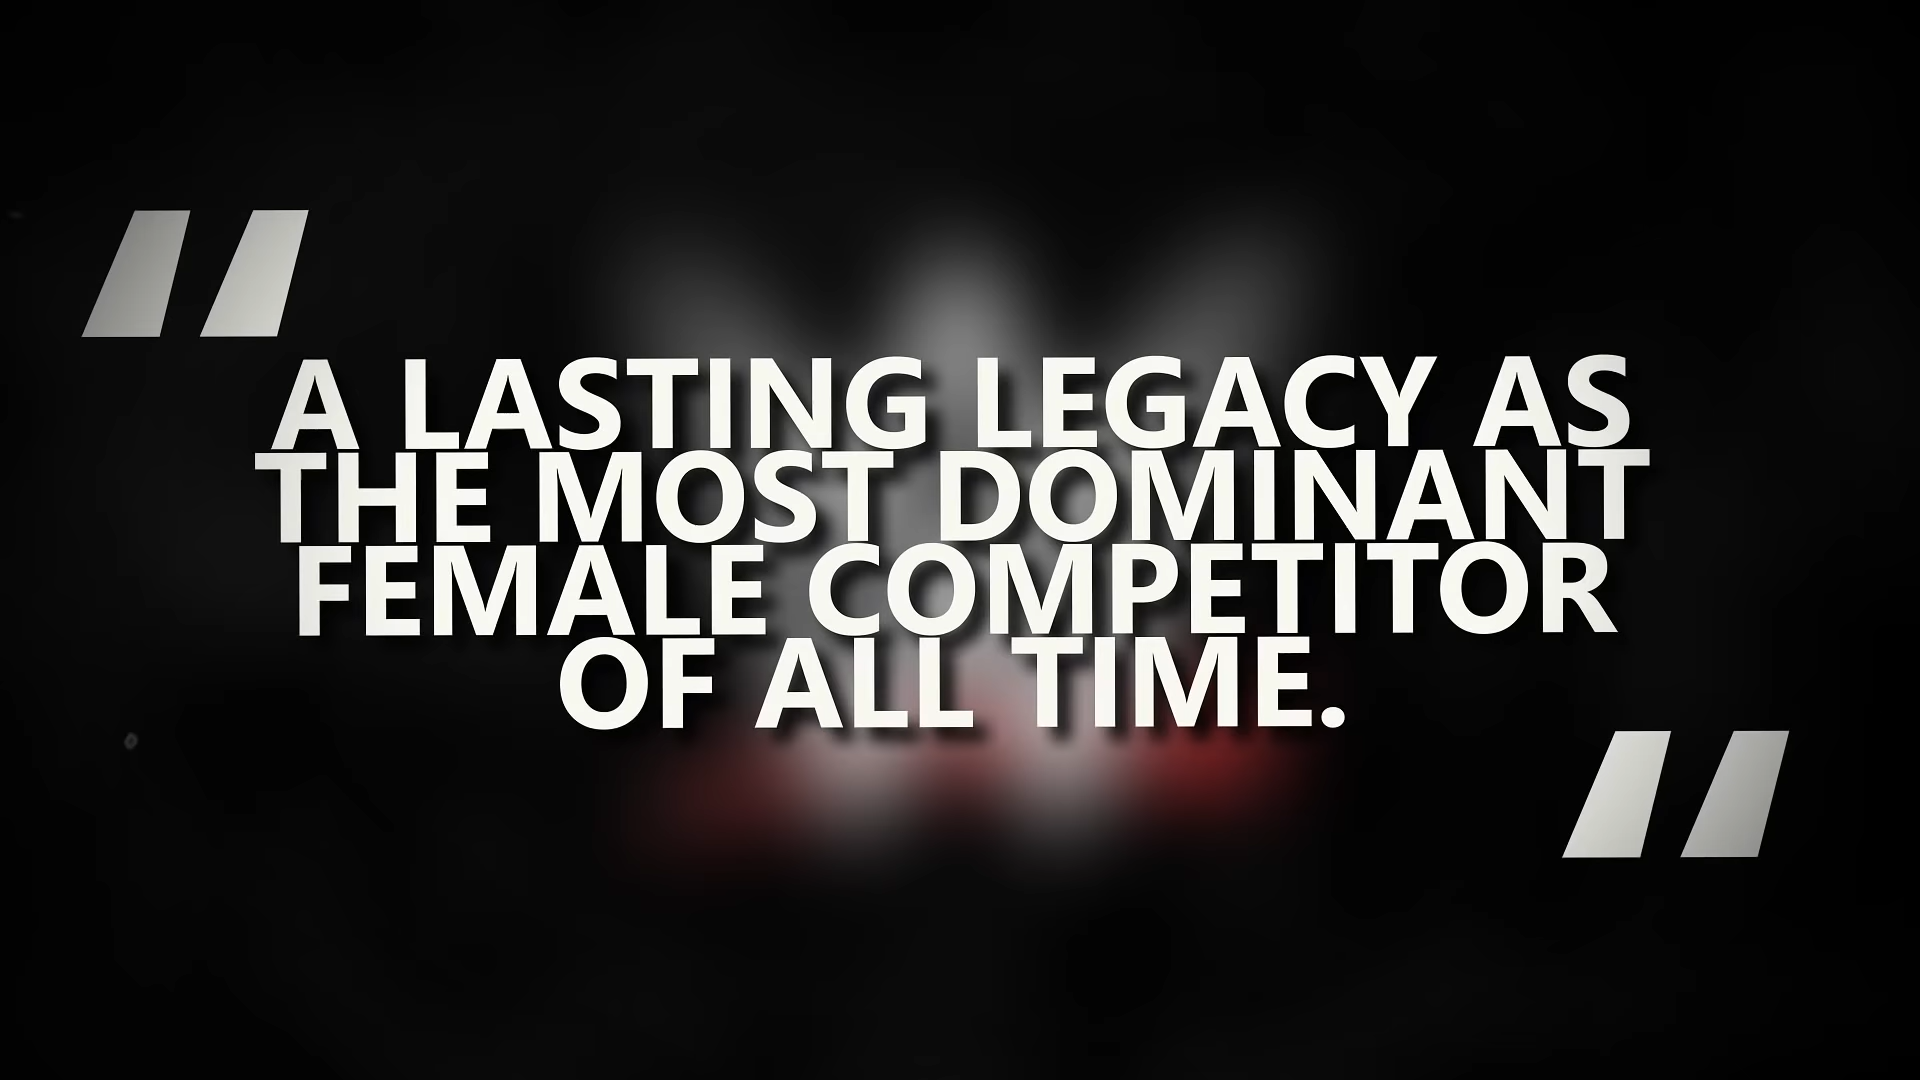 "
A LASTING LEGACY AS
THE MOST DOMINANT
FEMALE COMPETITOR
OF ALL TIME.
"